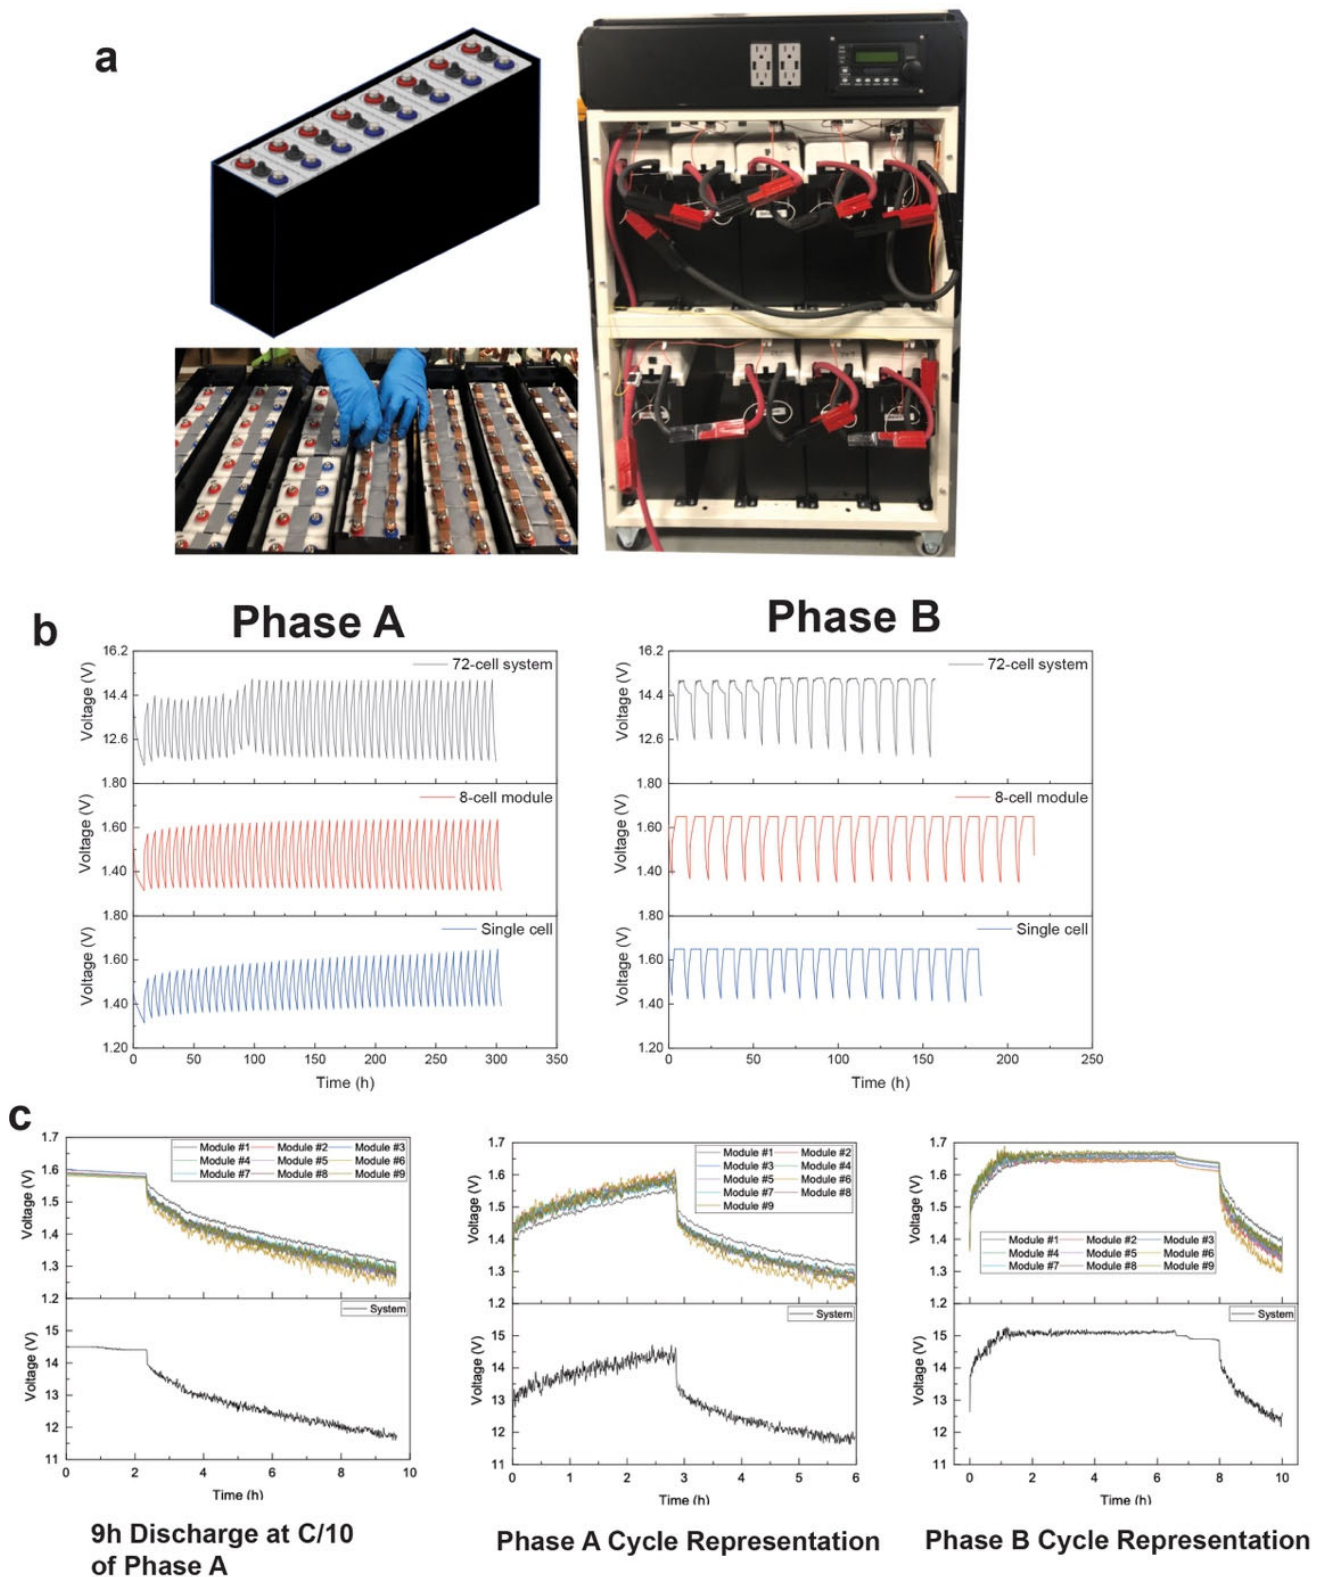 a
b
Phase A
Phase B
16.2
14.4
12.6
Voltage (V)
72-cell system
1.80
1.60
1.40
Voltage (V)
8-cell module
1.80
1.60
1.40
1.20
Voltage (V)
Single cell
0 50 100 150 200 250 300 350
Time (h)
16.2
14.4
12.6
Voltage (V)
72-cell system
1.80
1.60
1.40
Voltage (V)
8-cell module
1.80
1.60
1.40
1.20
Voltage (V)
Single cell
0 50 100 150 200 250
Time (h)
c
1.7
1.6
1.5
1.4
1.3
1.2
Voltage (V)
Module #1 Module #2 Module #3
Module #4 Module #5 Module #6
Module #7 Module #8 Module #9
15
14
13
12
11
Voltage (V)
System
0 2 4 6 8 10
Time (h)
9h Discharge at C/10
of Phase A
1.7
1.6
1.5
1.4
1.3
1.2
Voltage (V)
Module #1 Module #2
Module #3 Module #4
Module #5 Module #6
Module #7 Module #8
Module #9
15
14
13
12
11
Voltage (V)
System
0 1 2 3 4 5 6
Time (h)
Phase A Cycle Representation
1.7
1.6
1.5
1.4
1.3
1.2
Voltage (V)
Module #1 Module #2 Module #3
Module #4 Module #5 Module #6
Module #7 Module #8 Module #9
15
14
13
12
11
Voltage (V)
System
0 2 4 6 8 10
Time (h)
Phase B Cycle Representation